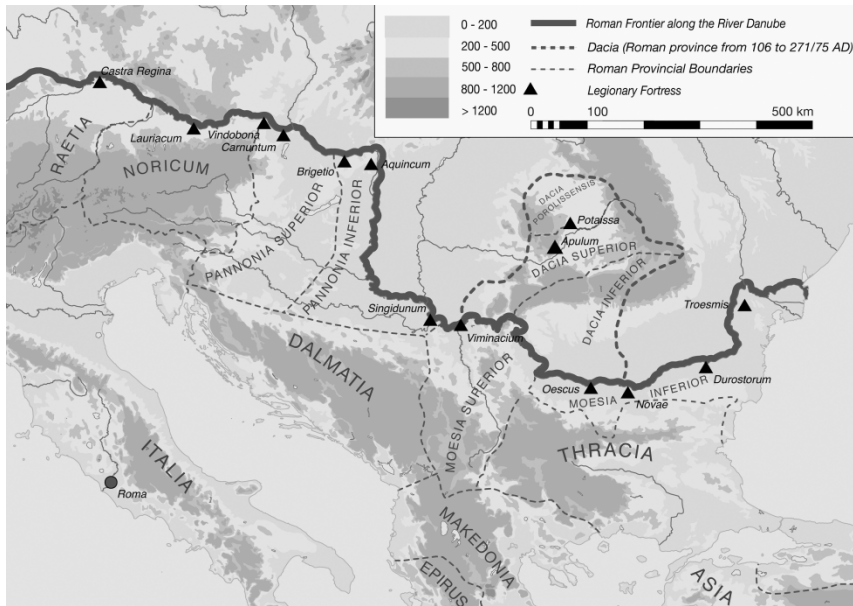 0 - 200
200 - 500
500 - 800
800 - 1200
> 1200
Roman Frontier along the River Danube
Dacia (Roman province from 106 to 271/75 AD)
Roman Provincial Boundaries
Legionary Fortress
0 100 500 km
Castra Regina
RAETIA
Lauriacum
Vindobona
Carnuntum
NORICUM
Brigetio
Aquincum
PANNONIA SUPERIOR
PANNONIA INFERIOR
DACIA
POROLISSENSIS
Potaissa
Apulum
DACIA SUPERIOR
DACIA INFERIOR
Singidunum
Viminacium
Troesmis
DALMATIA
MOESIA SUPERIOR
Oescus
MOESIA INFERIOR
Durostorum
Novae
THRACIA
ITALIA
Roma
MAKEDONIA
EPIRUS
ASIA